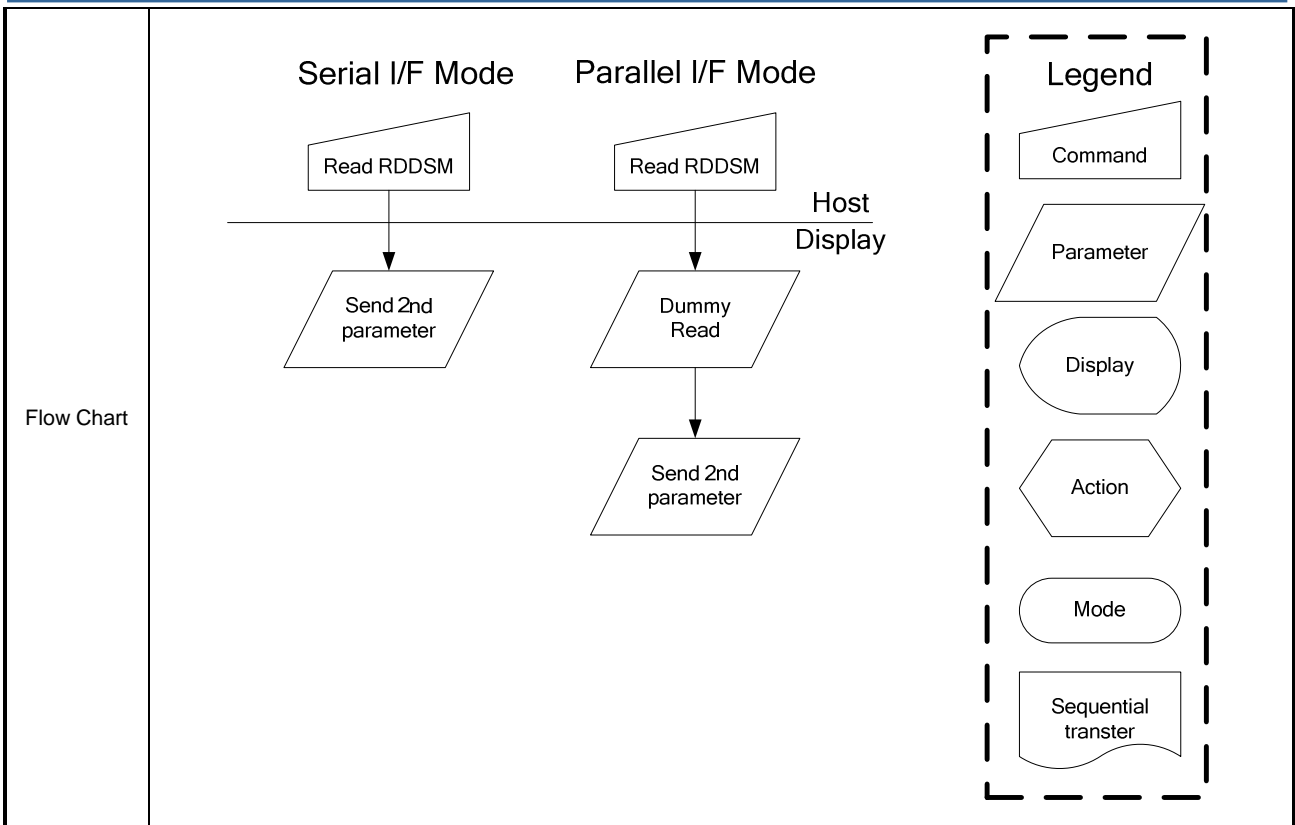 Flow Chart
Serial I/F Mode
Read RDDSM
Send 2nd
parameter
Parallel I/F Mode
Read RDDSM
Host
Display
Dummy
Read
Send 2nd
parameter
Legend
Command
Parameter
Display
Action
Mode
Sequential
transter